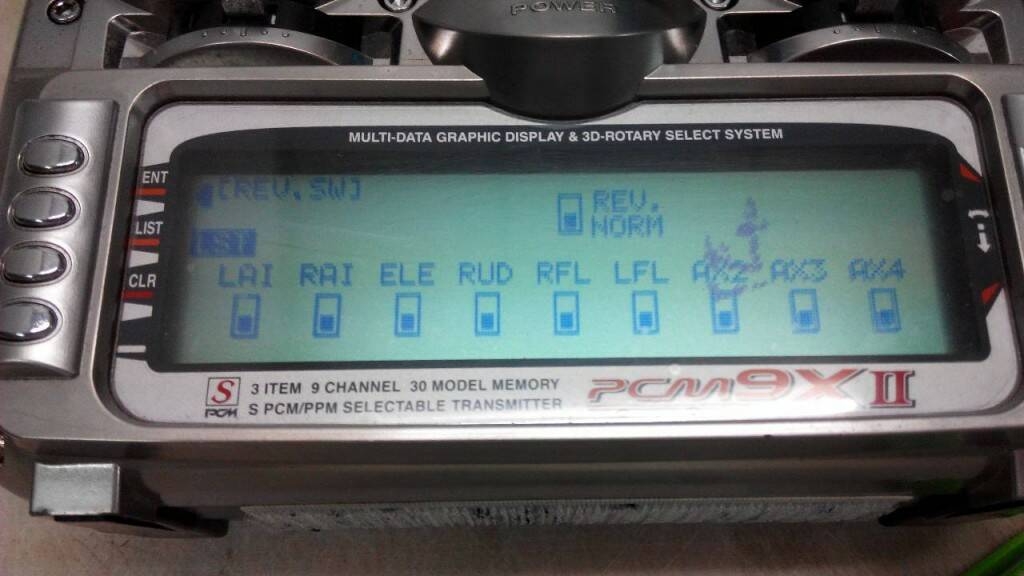 POWER
MULTI-DATA GRAPHIC DISPLAY & 3D-ROTARY SELECT SYSTEM
ENT
LIST
CLR
[REV.SW]
REV.
NORM
LST
LAI RAI ELE RUD RFL LFL AX2 AX3 AX4
S PCM
3 ITEM 9 CHANNEL 30 MODEL MEMORY
S PCM/PPM SELECTABLE TRANSMITTER
PCM9X II